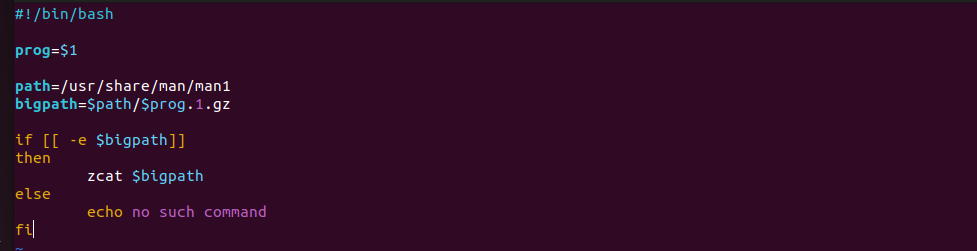 #!/bin/bash
prog=$1
path=/usr/share/man/man1
bigpath=$path/$prog.1.gz
if [[ -e $bigpath]]
then
zcat $bigpath
else
echo no such command
fi
~